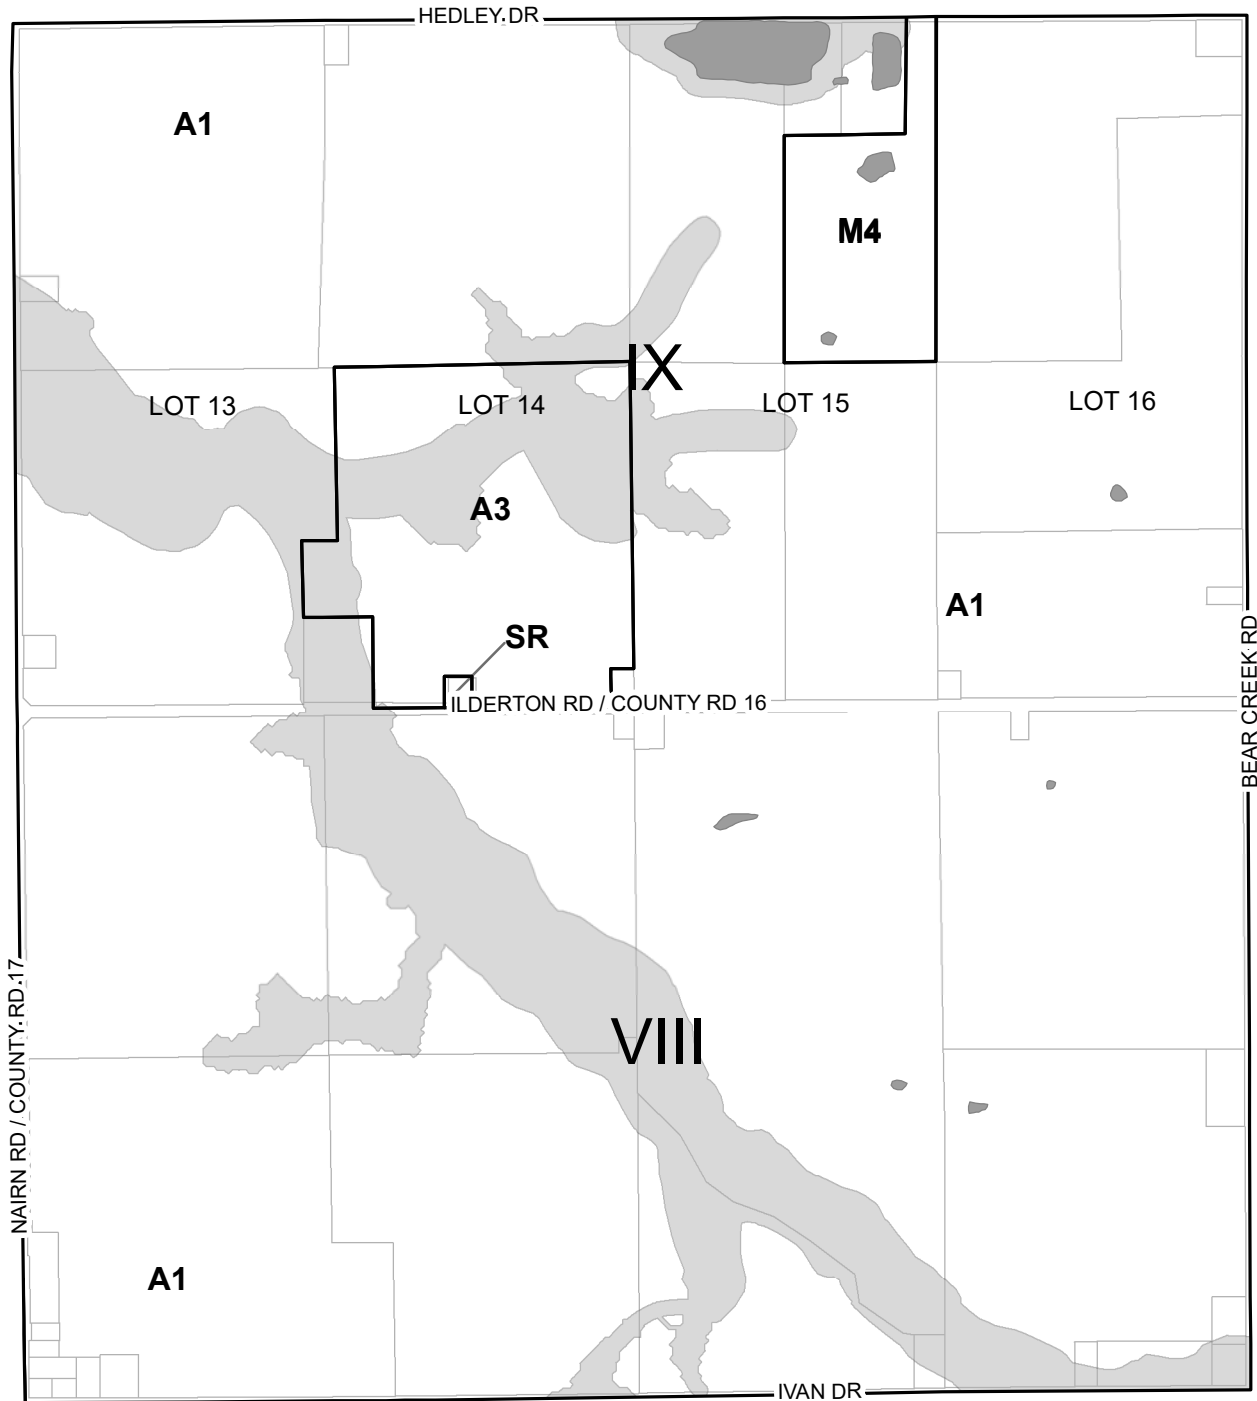 HEDLEY DR
A1
M4
IX
LOT 13
LOT 14
LOT 15
LOT 16
A3
A1
SR
ILDERTON RD / COUNTY RD 16
BEAR CREEK RD
NAIRN RD / COUNTY RD 17
VIII
A1
IVAN DR